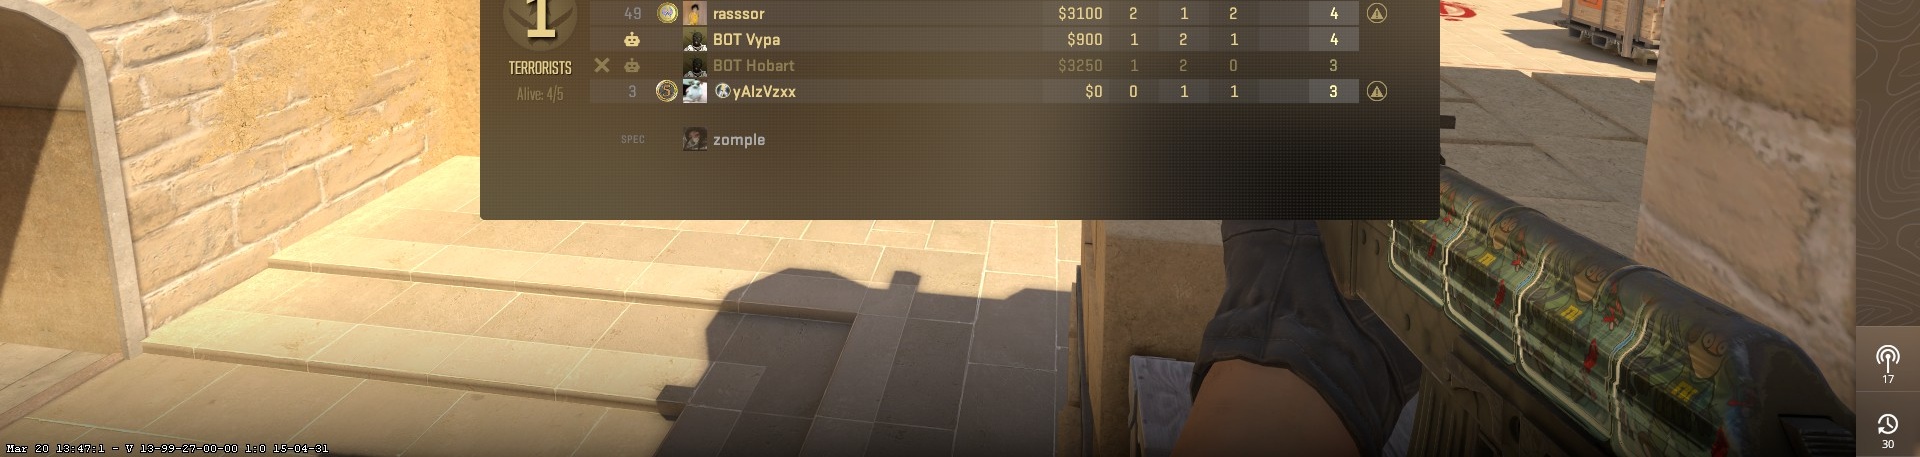 1
49 rasssor $3100 2 1 2 4
BOT Vypa $900 1 2 1 4
TERRORISTS
BOT Hobart $3250 1 2 0 3
Alive: 4/5
3 yAlzVzxx $0 0 1 1 3
SPEC zomple
17
30
Mar 20 13:47:1 - V 13-99-27-00-00 1:0 15-04-31